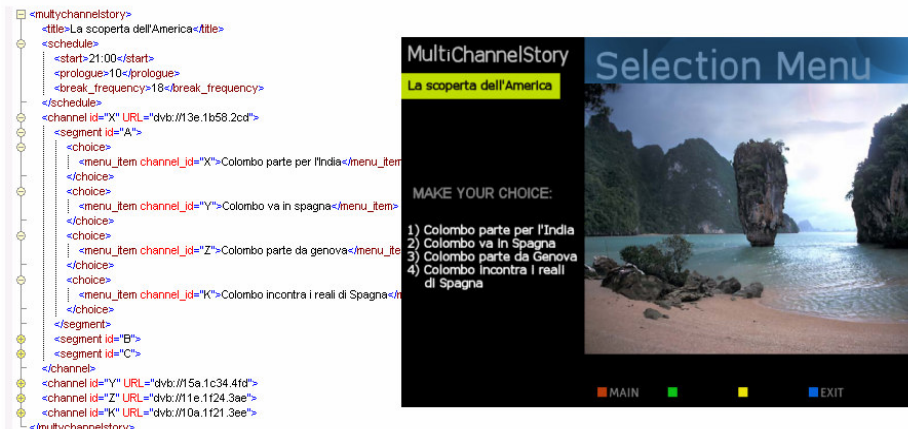 <multychannelstory>
<title>La scoperta dell'America</title>
<schedule>
<start>21:00</start>
<prologue>10</prologue>
<break_frequency>18</break_frequency>
</schedule>
<channel id="X" URL="dvb://13e.1b58.2cd">
<segment id="A">
<choice>
<menu_item channel_id="X">Colombo parte per l'India</menu_item
</choice>
<choice>
<menu_item channel_id="Y">Colombo va in spagna</menu_item>
</choice>
<choice>
<menu_item channel_id="Z">Colombo parte da genova</menu_ite
</choice>
<choice>
<menu_item channel_id="K">Colombo incontra i reali di Spagna</m
</choice>
</segment>
<segment id="B">
<segment id="C">
</channel>
<channel id="Y" URL="dvb://15a.1c34.4fd">
<channel id="Z" URL="dvb://11e.1f24.3ae">
<channel id="K" URL="dvb://10a.1f21.3ee">
</multychannelstory>
MultiChannelStory
La scoperta dell'America
Selection Menu
MAKE YOUR CHOICE:
1) Colombo parte per l'India
2) Colombo va in Spagna
3) Colombo parte da Genova
4) Colombo incontra i reali
di Spagna
MAIN
EXIT